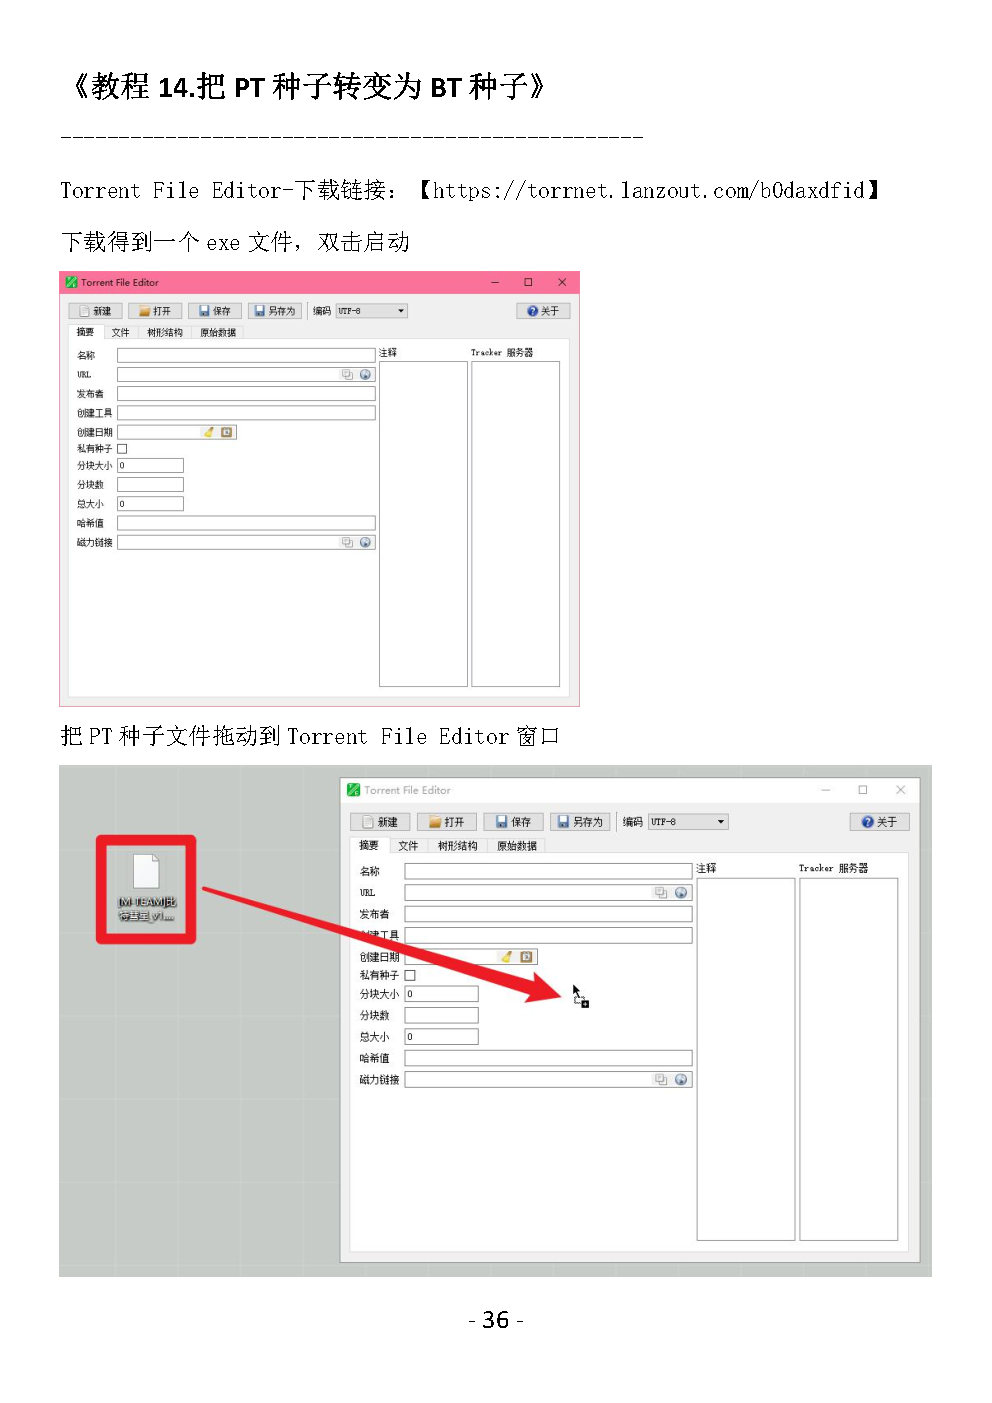 《教程 14.把 PT 种子转变为 BT 种子》
--------------------------------------------------
Torrent File Editor-下载链接：【https://torrnet.lanzout.com/b0daxdfid】
下载得到一个 exe 文件，双击启动
Torrent File Editor
新建 打开 保存 另存为 编码 UTF-8 关于
摘要 文件 树形结构 原始数据
名称 注释 Tracker 服务器
URL
发布者
创建工具
创建日期
私有种子
分块大小 0
分块数
总大小 0
哈希值
磁力链接
把 PT 种子文件拖动到 Torrent File Editor 窗口
Torrent File Editor
新建 打开 保存 另存为 编码 UTF-8 关于
摘要 文件 树形结构 原始数据
名称 注释 Tracker 服务器
URL
发布者
创建工具
创建日期
私有种子
分块大小 0
分块数
总大小 0
哈希值
磁力链接
[M-TEAM]比
特彗星_v1....
- 36 -